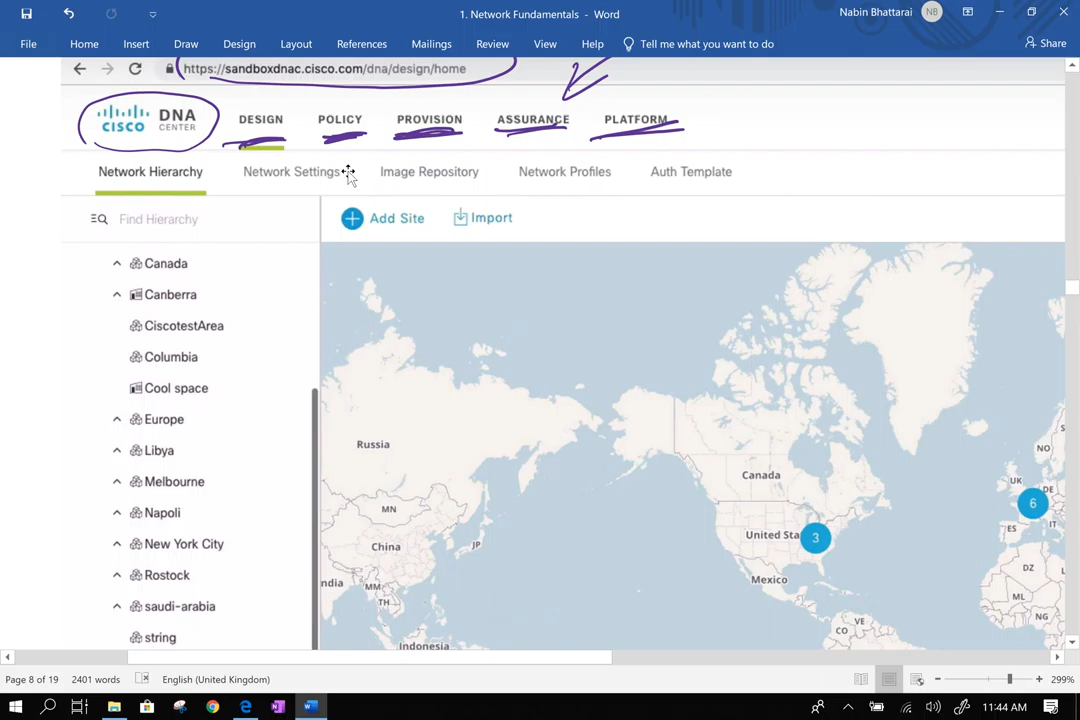 1. Network Fundamentals - Word
Nabin Bhattarai NB
File Home Insert Draw Design Layout References Mailings Review View Help Tell me what you want to do Share
https://sandboxdnac.cisco.com/dna/design/home
CISCO DNA CENTER DESIGN POLICY PROVISION ASSURANCE PLATFORM
Network Hierarchy Network Settings Image Repository Network Profiles Auth Template
Find Hierarchy Add Site Import
Canada
Canberra
CiscotestArea
Columbia
Cool space
Europe
Libya
Melbourne
Napoli
New York City
Rostock
saudi-arabia
string
Russia
Canada
NO
UK
DE
6
MN
ES
IT
United Sta
3
China
JP
DZ
ndia
MM
Mexico
TH
ML
NG
VE
CO
Indonesia
Page 8 of 19 2401 words English (United Kingdom) 299%
11:44 AM